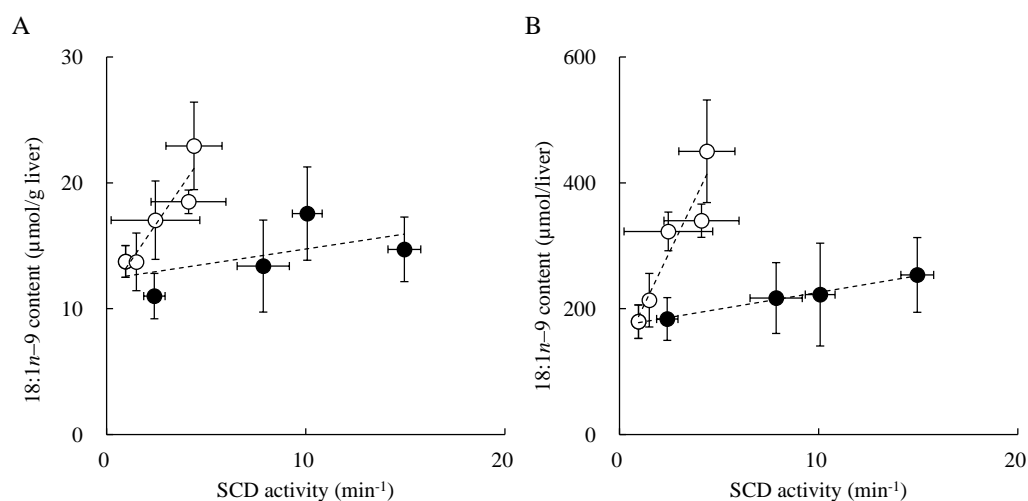 A
30
20
10
0
0
10
20
18:1n–9 content (µmol/g liver)
SCD activity (min-1)
B
600
400
200
0
0
10
20
18:1n–9 content (µmol/liver)
SCD activity (min-1)